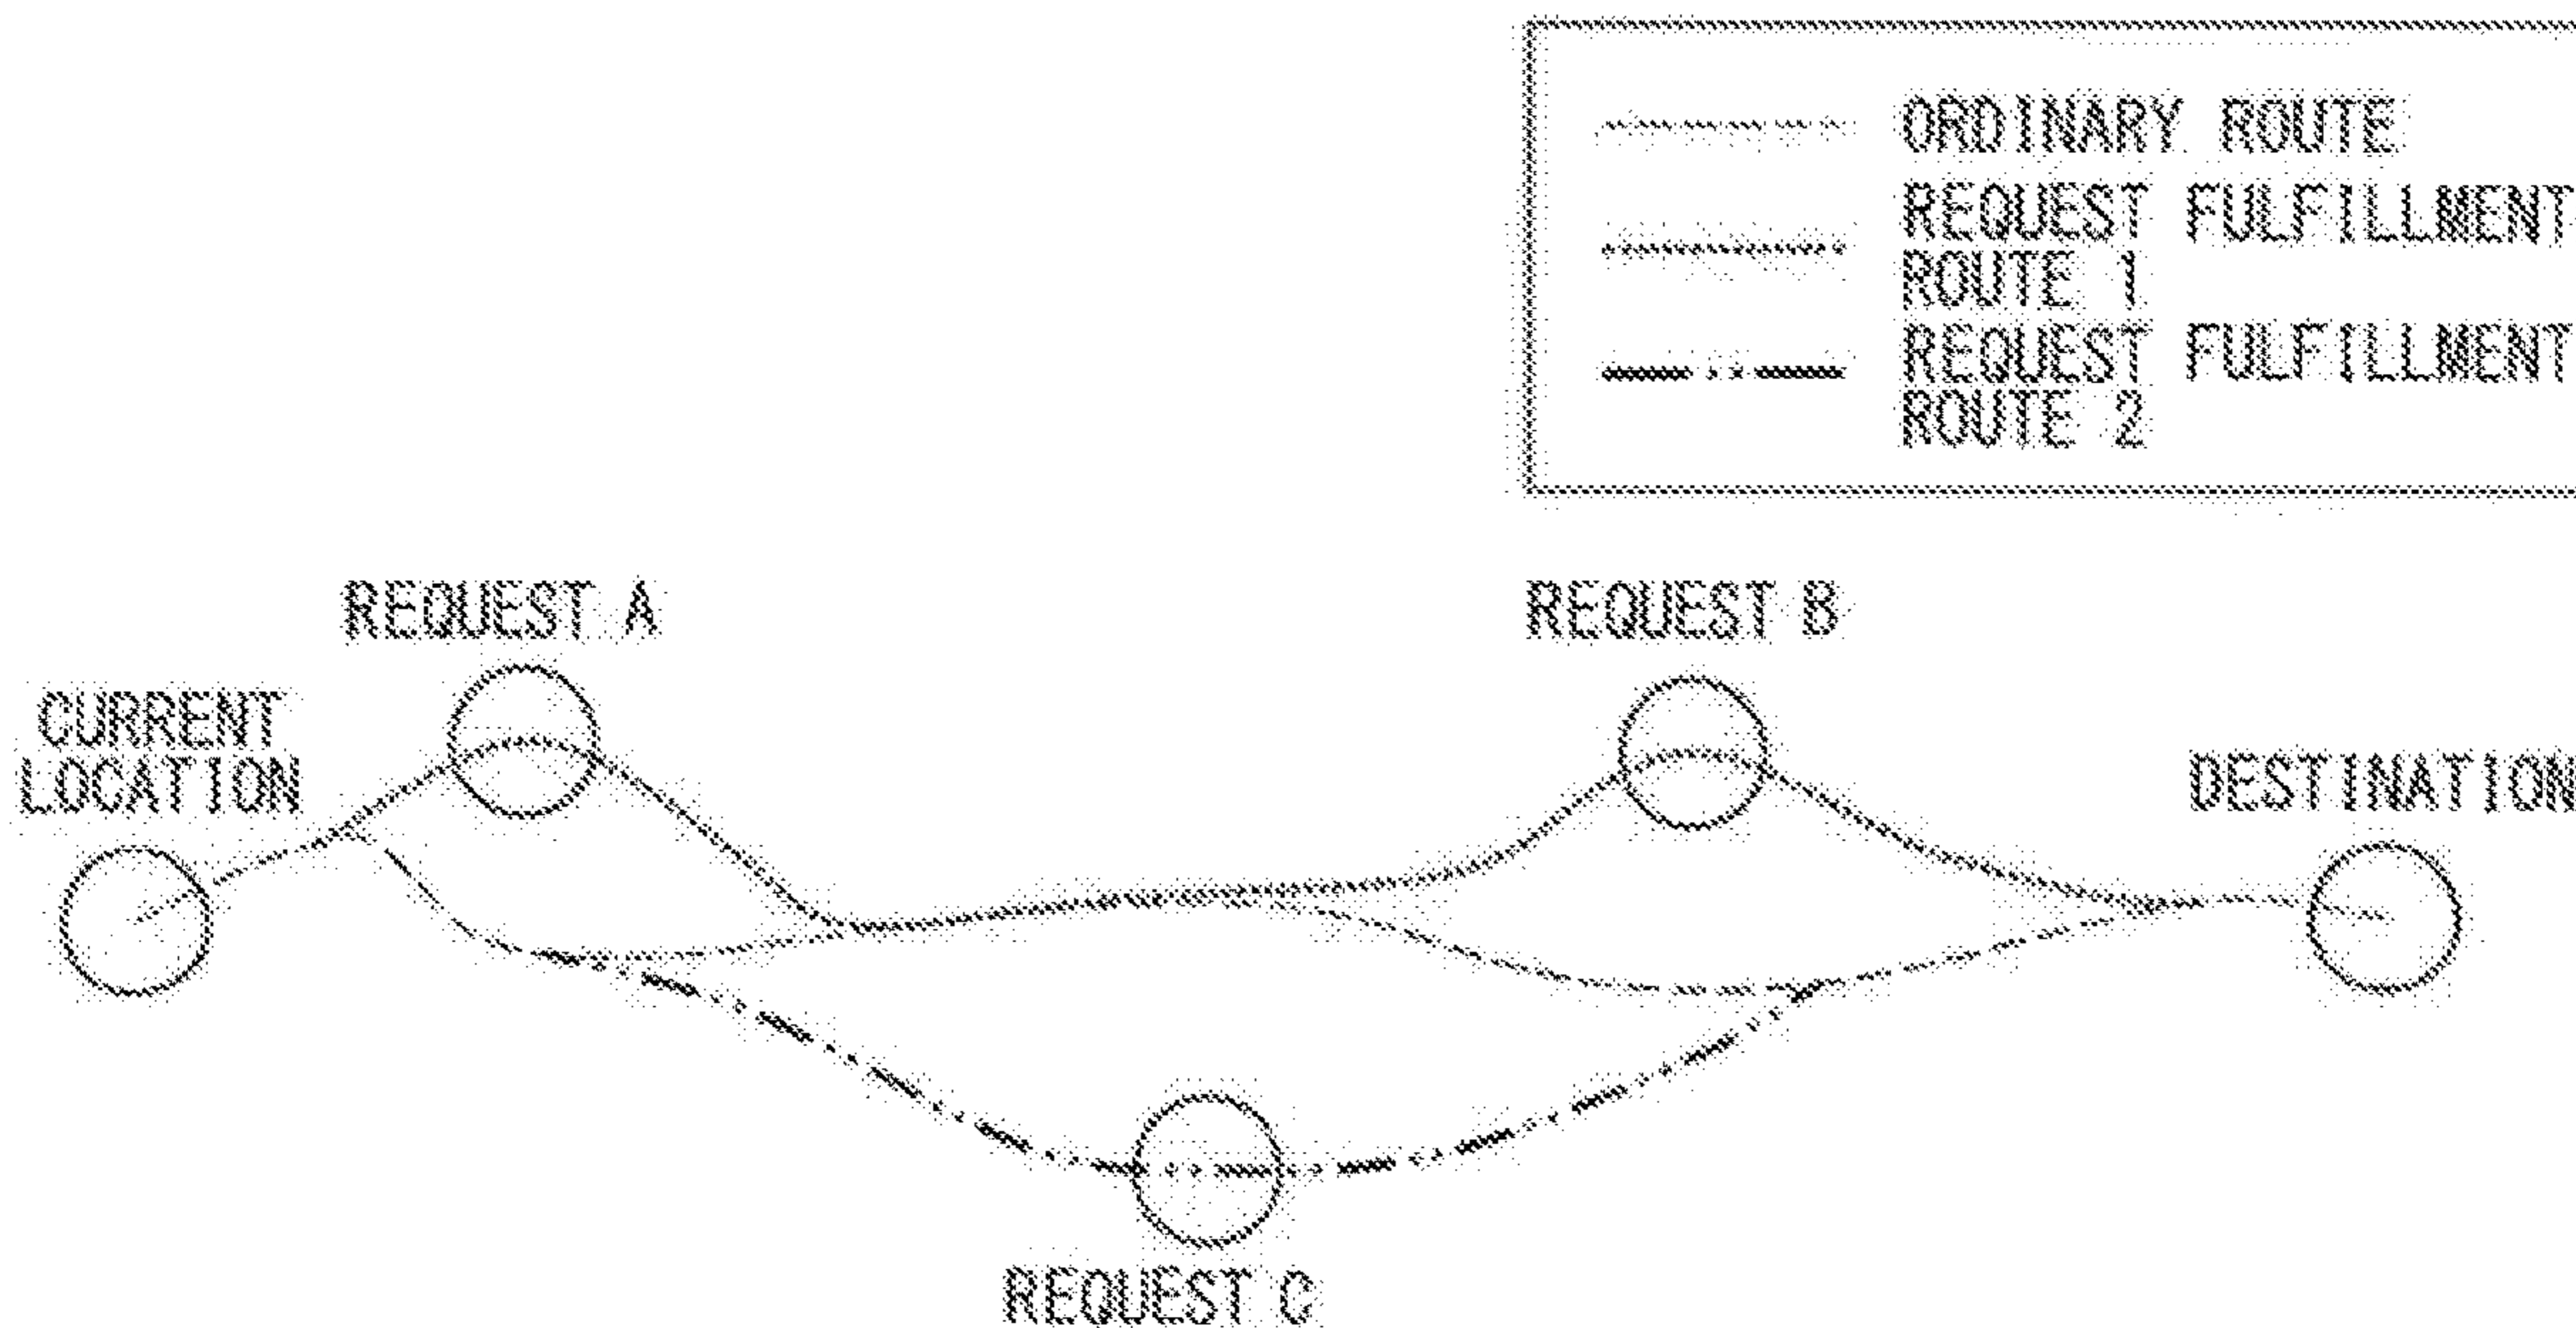 ORDINARY ROUTE
REQUEST FULFILLMENT
ROUTE 1
REQUEST FULFILLMENT
ROUTE 2
REQUEST A
REQUEST B
CURRENT
LOCATION
DESTINATION
REQUEST C